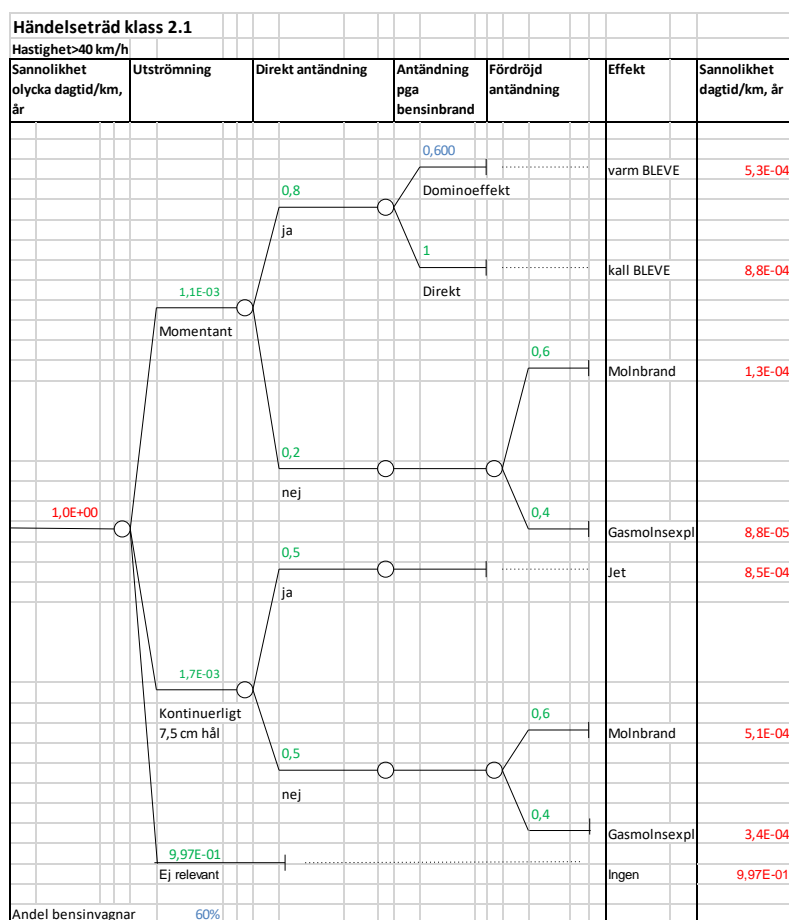 Händelseträd klass 2.1
Hastighet>40 km/h
Sannolikhet olycka dagtid/km, år
Utströmning
Direkt antändning
Antändning pga bensinbrand
Fördröjd antändning
Effekt
Sannolikhet dagtid/km, år
0,600
varm BLEVE 5,3E-04
Dominoeffekt
0,8
ja
1
kall BLEVE 8,8E-04
Direkt
1,1E-03
Momentant
0,6
Molnbrand 1,3E-04
0,2
nej
1,0E+00
0,4
Gasmolnsexpl 8,8E-05
0,5
Jet 8,5E-04
ja
1,7E-03
Kontinuerligt
7,5 cm hål
0,6
Molnbrand 5,1E-04
0,5
nej
0,4
Gasmolnsexpl 3,4E-04
9,97E-01
Ej relevant
Ingen 9,97E-01
Andel bensinvagnar 60%